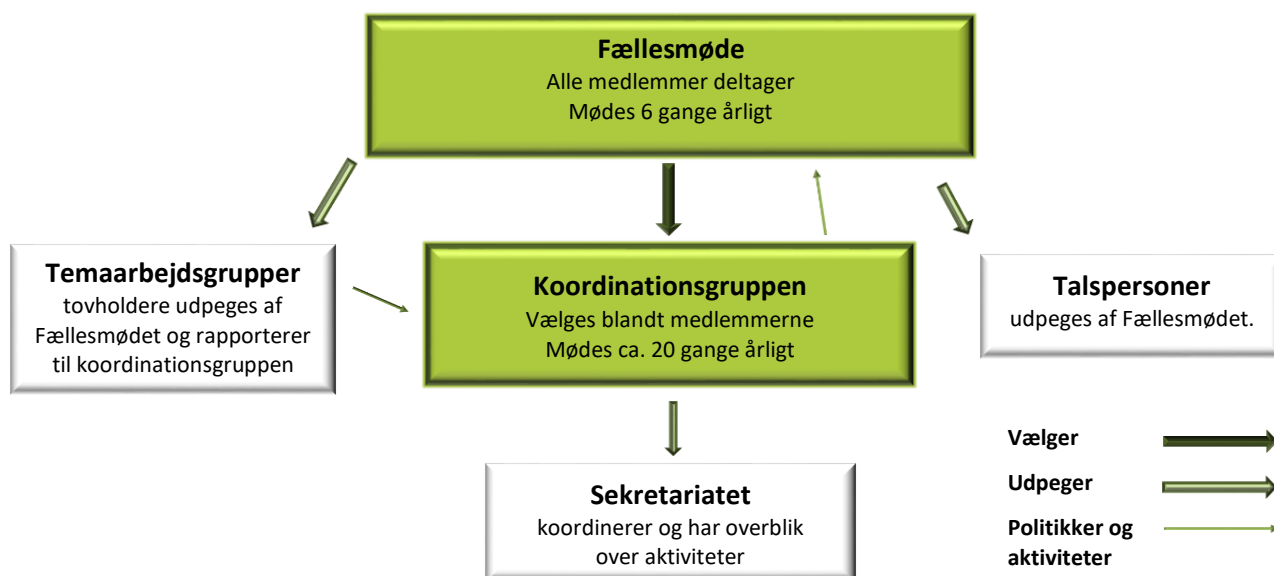 Fællesmøde
Alle medlemmer deltager
Mødes 6 gange årligt
Temaarbejdsgrupper
tovholdere udpeges af
Fællesmødet og rapporterer
til koordinationsgruppen
Koordinationsgruppen
Vælges blandt medlemmerne
Mødes ca. 20 gange årligt
Talspersoner
udpeges af Fællesmødet.
Sekretariatet
koordinerer og har overblik
over aktiviteter
Vælger
Udpeger
Politikker og
aktiviteter